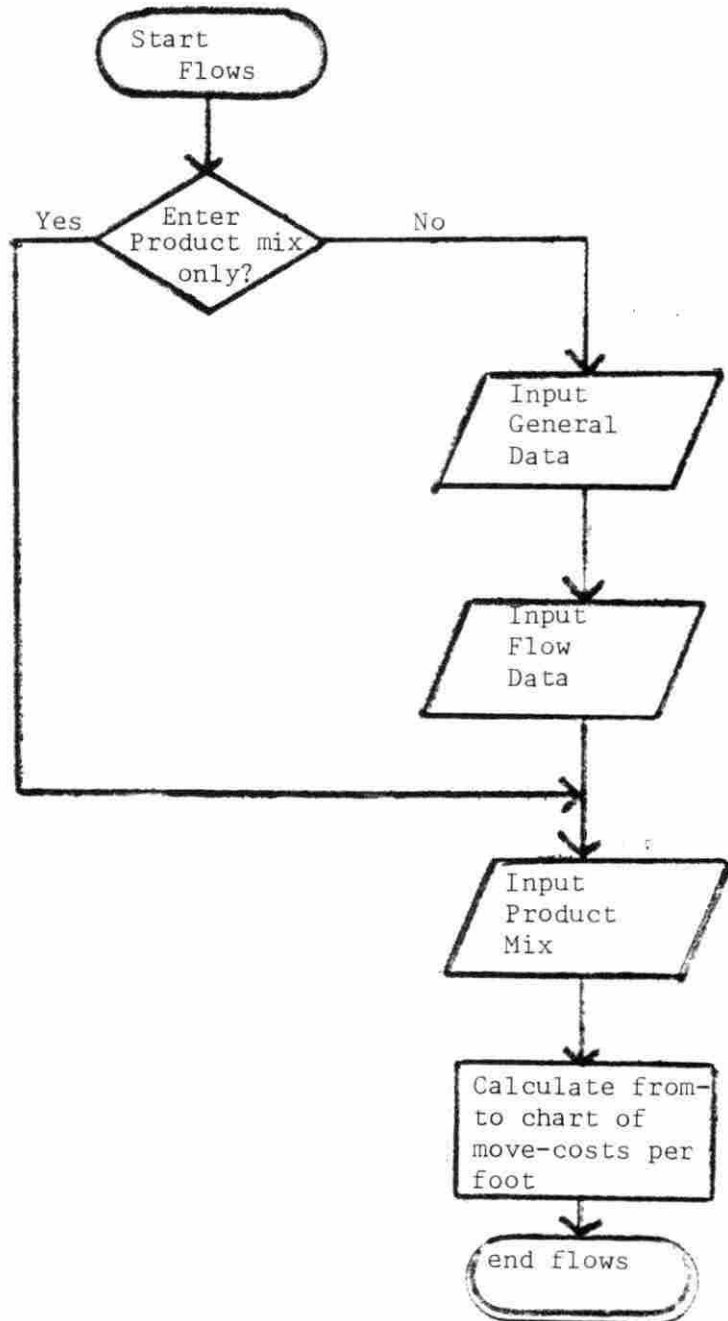 Start
Flows
Yes
Enter
Product mix
only?
No
Input
General
Data
Input
Flow
Data
Input
Product
Mix
Calculate from-
to chart of
move-costs per
foot
end flows